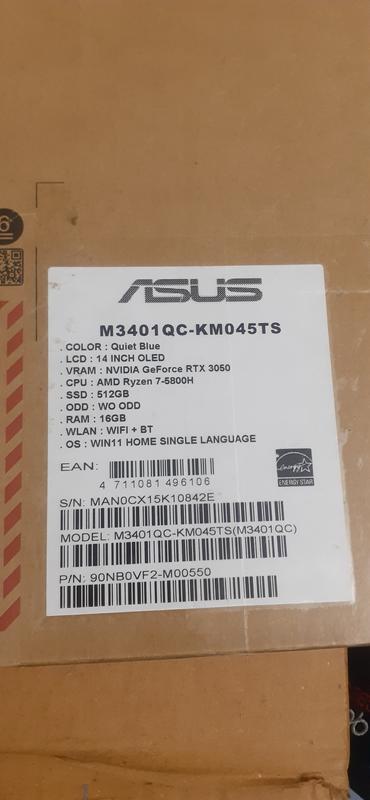 6
ASUS
M3401QC-KM045TS
. COLOR : Quiet Blue
. LCD : 14 INCH OLED
. VRAM : NVIDIA GeForce RTX 3050
. CPU : AMD Ryzen 7-5800H
. SSD : 512GB
. ODD : WO ODD
. RAM : 16GB
. WLAN : WIFI + BT
. OS : WIN11 HOME SINGLE LANGUAGE
EAN:
4 711081 496106
energy
ENERGY STAR
S/N: MAN0CX15K10842E
MODEL: M3401QC-KM045TS(M3401QC)
P/N: 90NB0VF2-M00550